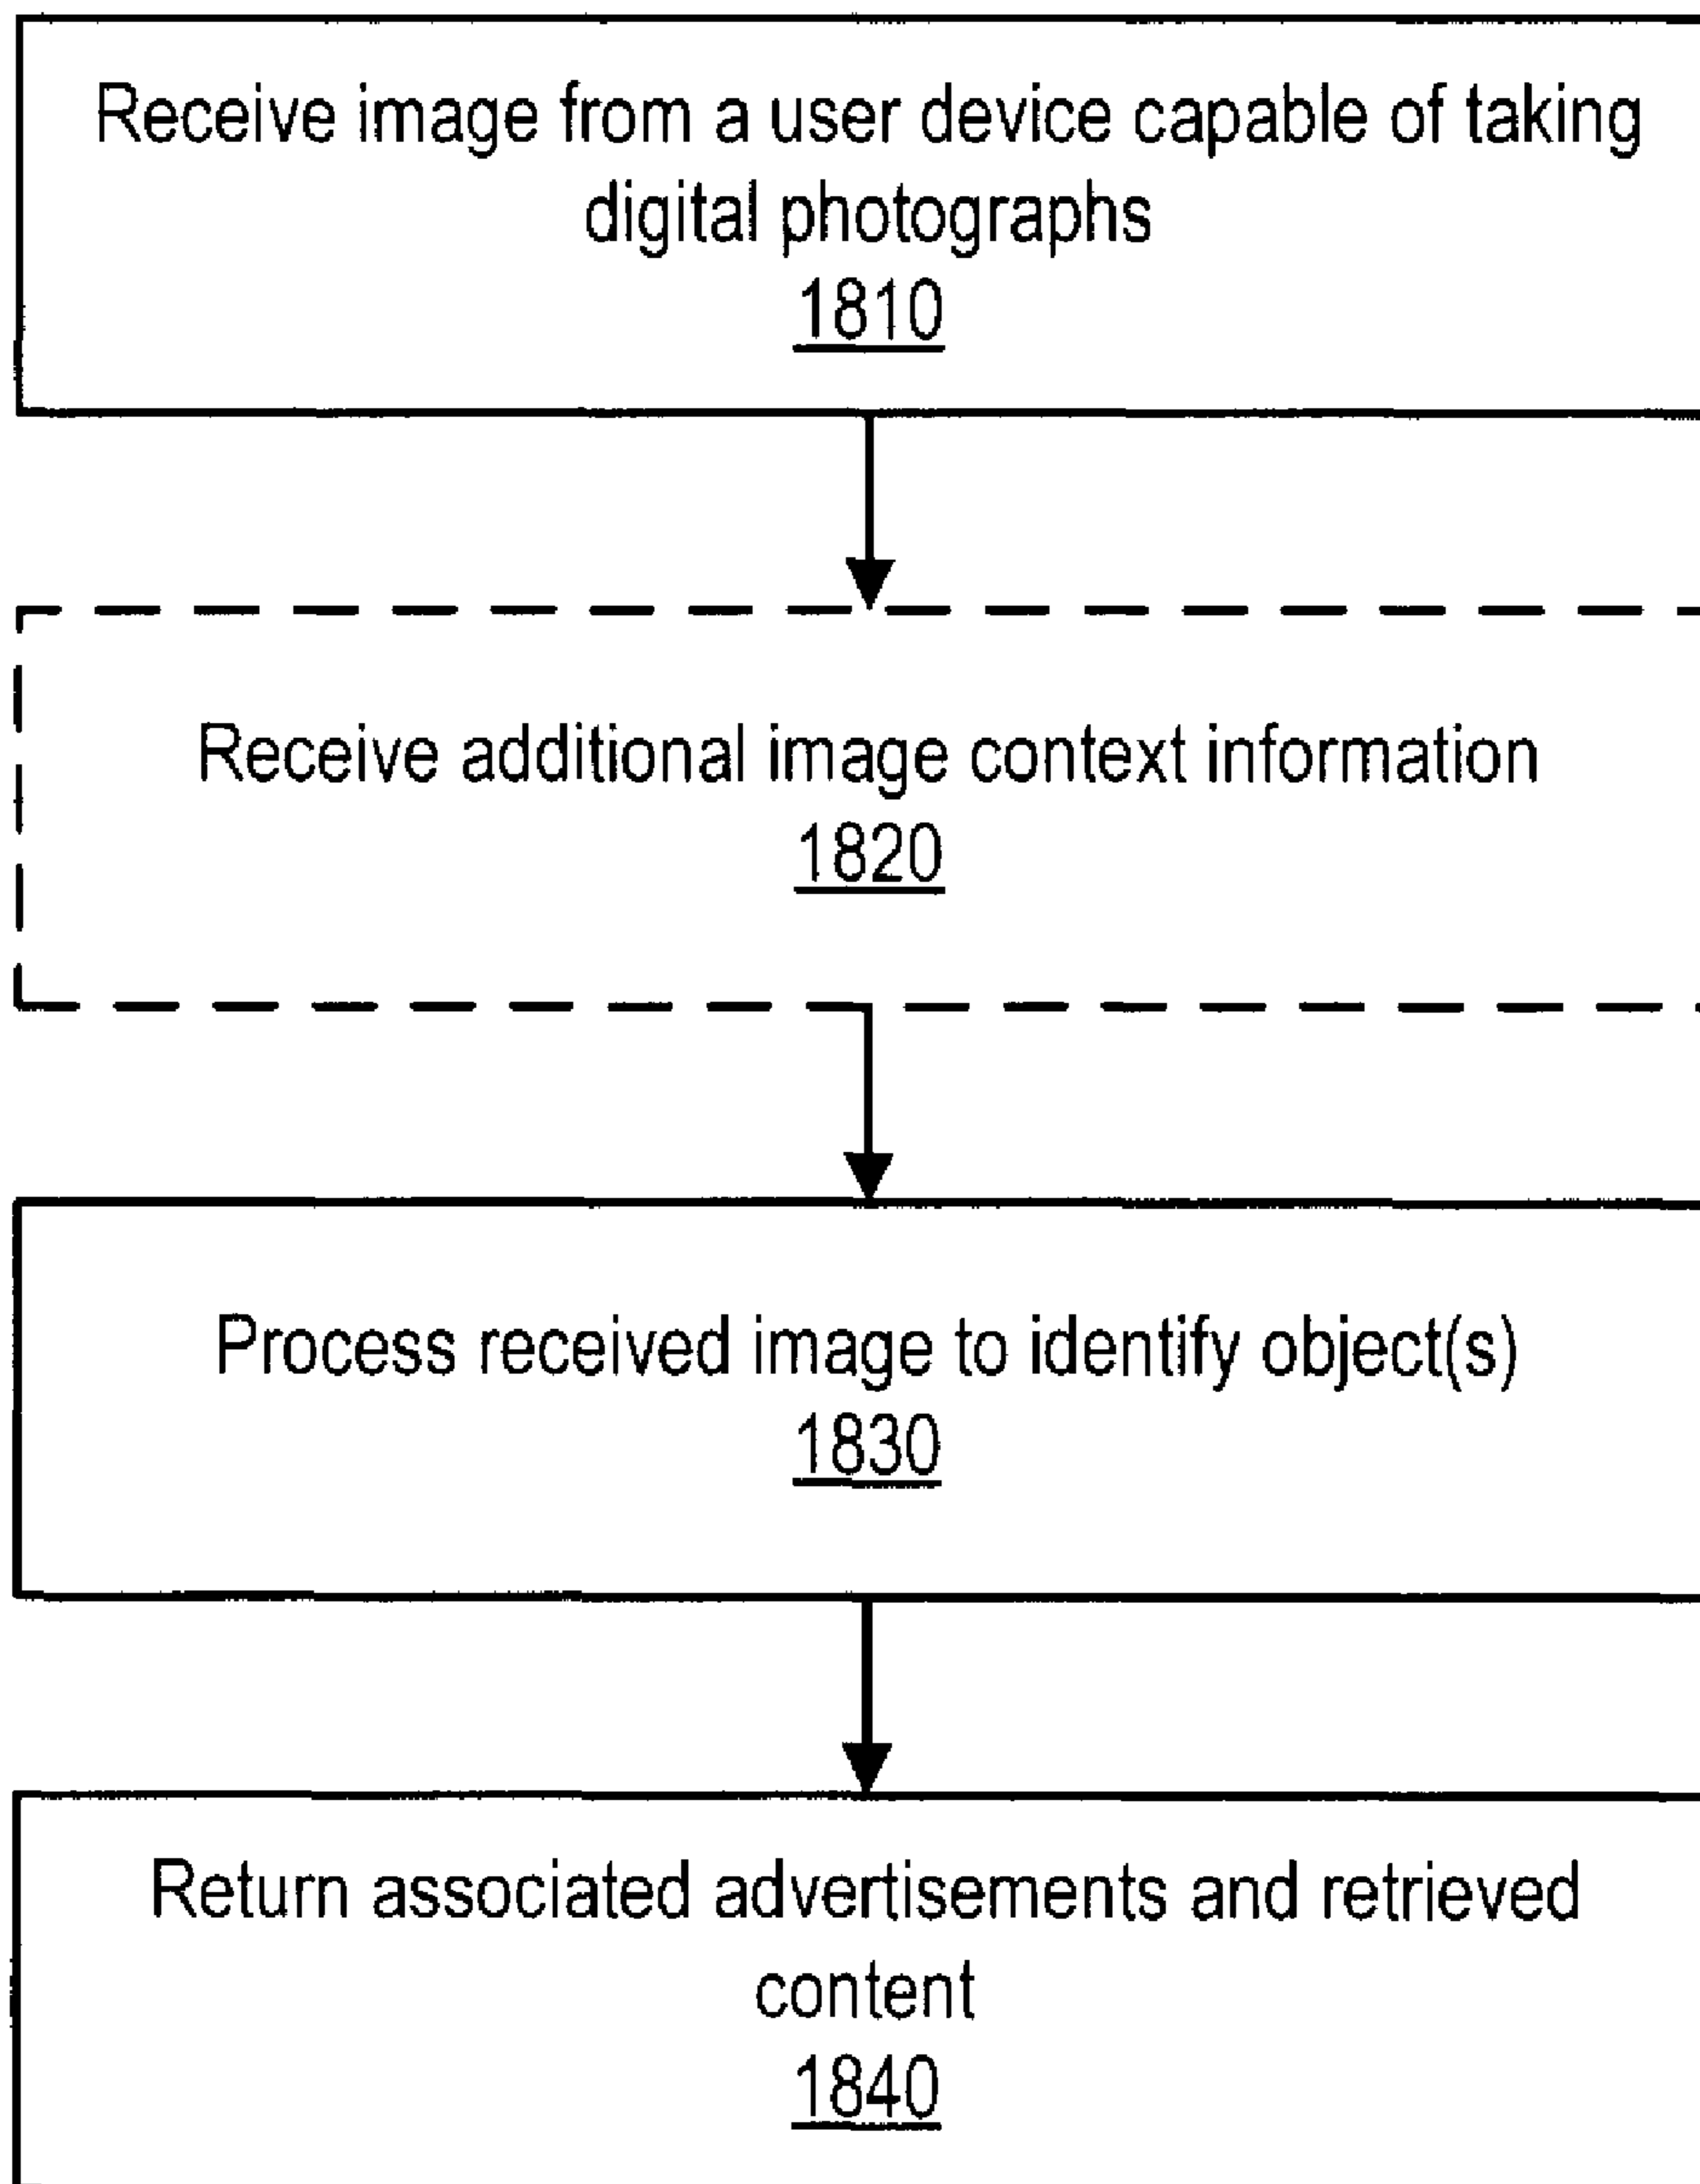 Receive image from a user device capable of taking
digital photographs
1810
Receive additional image context information
1820
Process received image to identify object(s)
1830
Return associated advertisements and retrieved
content
1840